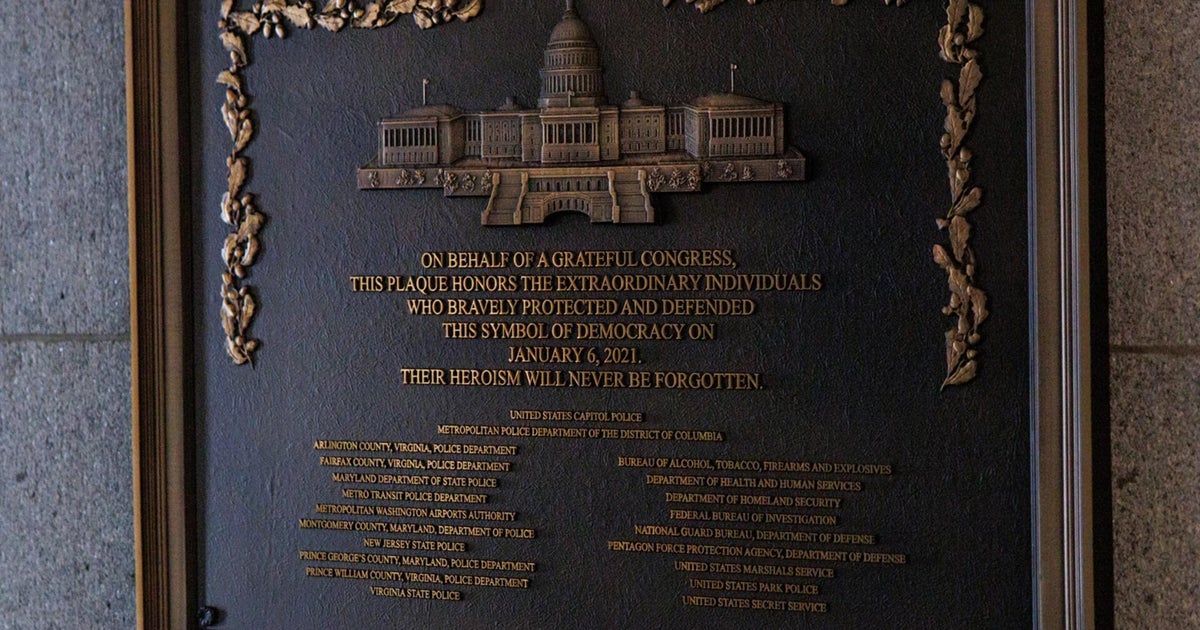 ON BEHALF OF A GRATEFUL CONGRESS,
THIS PLAQUE HONORS THE EXTRAORDINARY INDIVIDUALS
WHO BRAVELY PROTECTED AND DEFENDED
THIS SYMBOL OF DEMOCRACY ON
JANUARY 6, 2021.
THEIR HEROISM WILL NEVER BE FORGOTTEN.
UNITED STATES CAPITOL POLICE
METROPOLITAN POLICE DEPARTMENT OF THE DISTRICT OF COLUMBIA
ARLINGTON COUNTY, VIRGINIA, POLICE DEPARTMENT
FAIRFAX COUNTY, VIRGINIA, POLICE DEPARTMENT
MARYLAND DEPARTMENT OF STATE POLICE
METRO TRANSIT POLICE DEPARTMENT
METROPOLITAN WASHINGTON AIRPORTS AUTHORITY
MONTGOMERY COUNTY, MARYLAND, DEPARTMENT OF POLICE
NEW JERSEY STATE POLICE
PRINCE GEORGE'S COUNTY, MARYLAND, POLICE DEPARTMENT
PRINCE WILLIAM COUNTY, VIRGINIA, POLICE DEPARTMENT
VIRGINIA STATE POLICE
BUREAU OF ALCOHOL, TOBACCO, FIREARMS AND EXPLOSIVES
DEPARTMENT OF HEALTH AND HUMAN SERVICES
DEPARTMENT OF HOMELAND SECURITY
FEDERAL BUREAU OF INVESTIGATION
NATIONAL GUARD BUREAU, DEPARTMENT OF DEFENSE
PENTAGON FORCE PROTECTION AGENCY, DEPARTMENT OF DEFENSE
UNITED STATES MARSHALS SERVICE
UNITED STATES PARK POLICE
UNITED STATES SECRET SERVICE